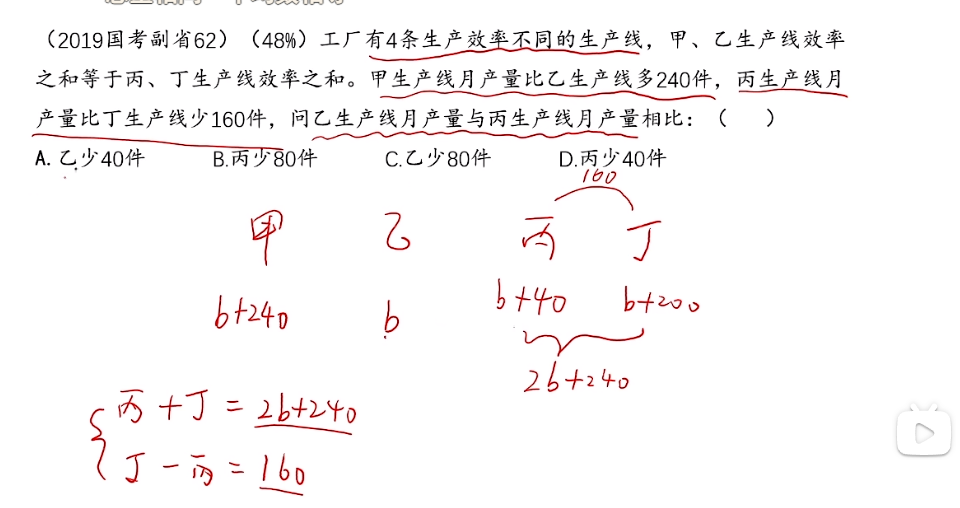 （2019国考副省62）（48%）工厂有4条生产效率不同的生产线，甲、乙生产线效率
之和等于丙、丁生产线效率之和。甲生产线月产量比乙生产线多240件，丙生产线月
产量比丁生产线少160件，问乙生产线月产量与丙生产线月产量相比：（ ）
A. 乙少40件 B.丙少80件 C.乙少80件 D.丙少40件
160
甲 乙 丙 丁
b+240 b b+40 b+200
2b+240
丙+丁=2b+240
丁-丙=160